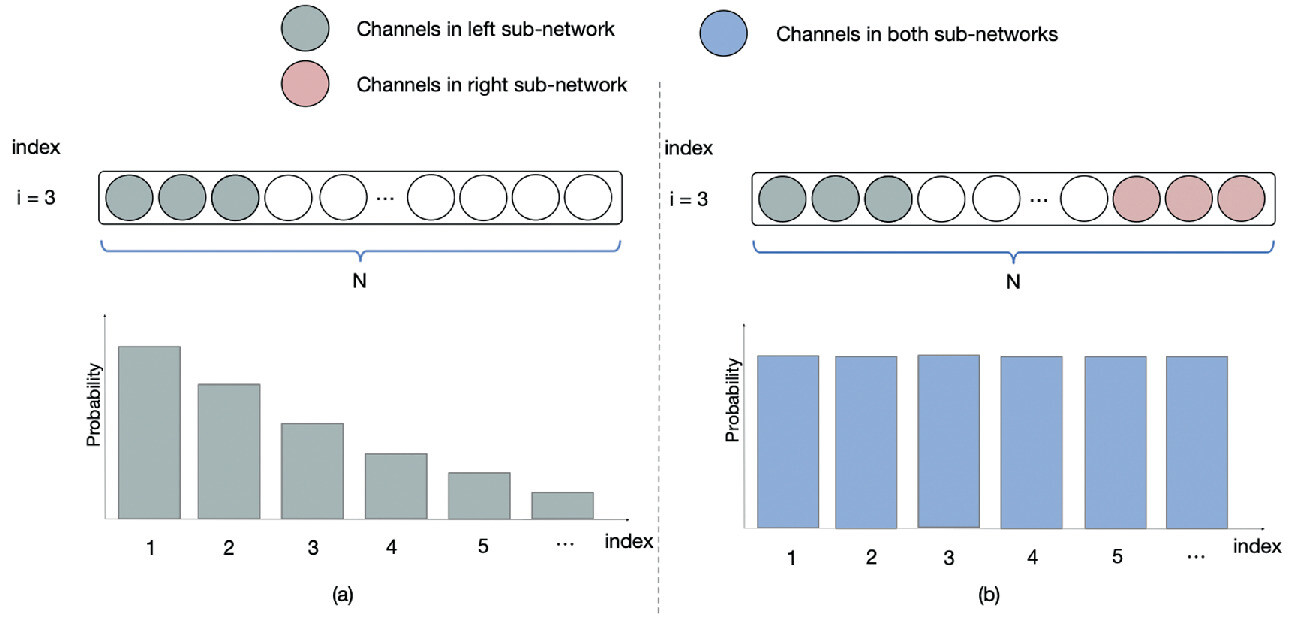 Channels in left sub-network
Channels in both sub-networks
Channels in right sub-network
index
i = 3
...
N
Probability
1 2 3 4 5 ... index
(a)
index
i = 3
...
N
Probability
1 2 3 4 5 ... index
(b)